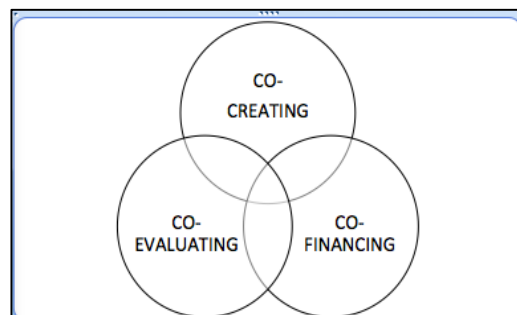 CO-
CREATING
CO-
EVALUATING
CO-
FINANCING